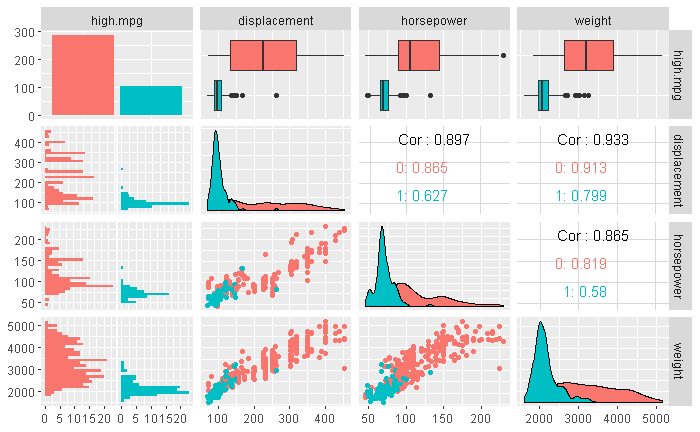 high.mpg displacement horsepower weight
300
200
100
0
high.mpg
400
300
200
100
Cor : 0.897
0: 0.865
1: 0.627
Cor : 0.933
0: 0.913
1: 0.799
displacement
200
150
100
50
Cor : 0.865
0: 0.819
1: 0.58
horsepower
5000
4000
3000
2000
weight
0 5 10 15 20 0 5 10 15 20 100 200 300 400 50 100 150 200 2000 3000 4000 5000